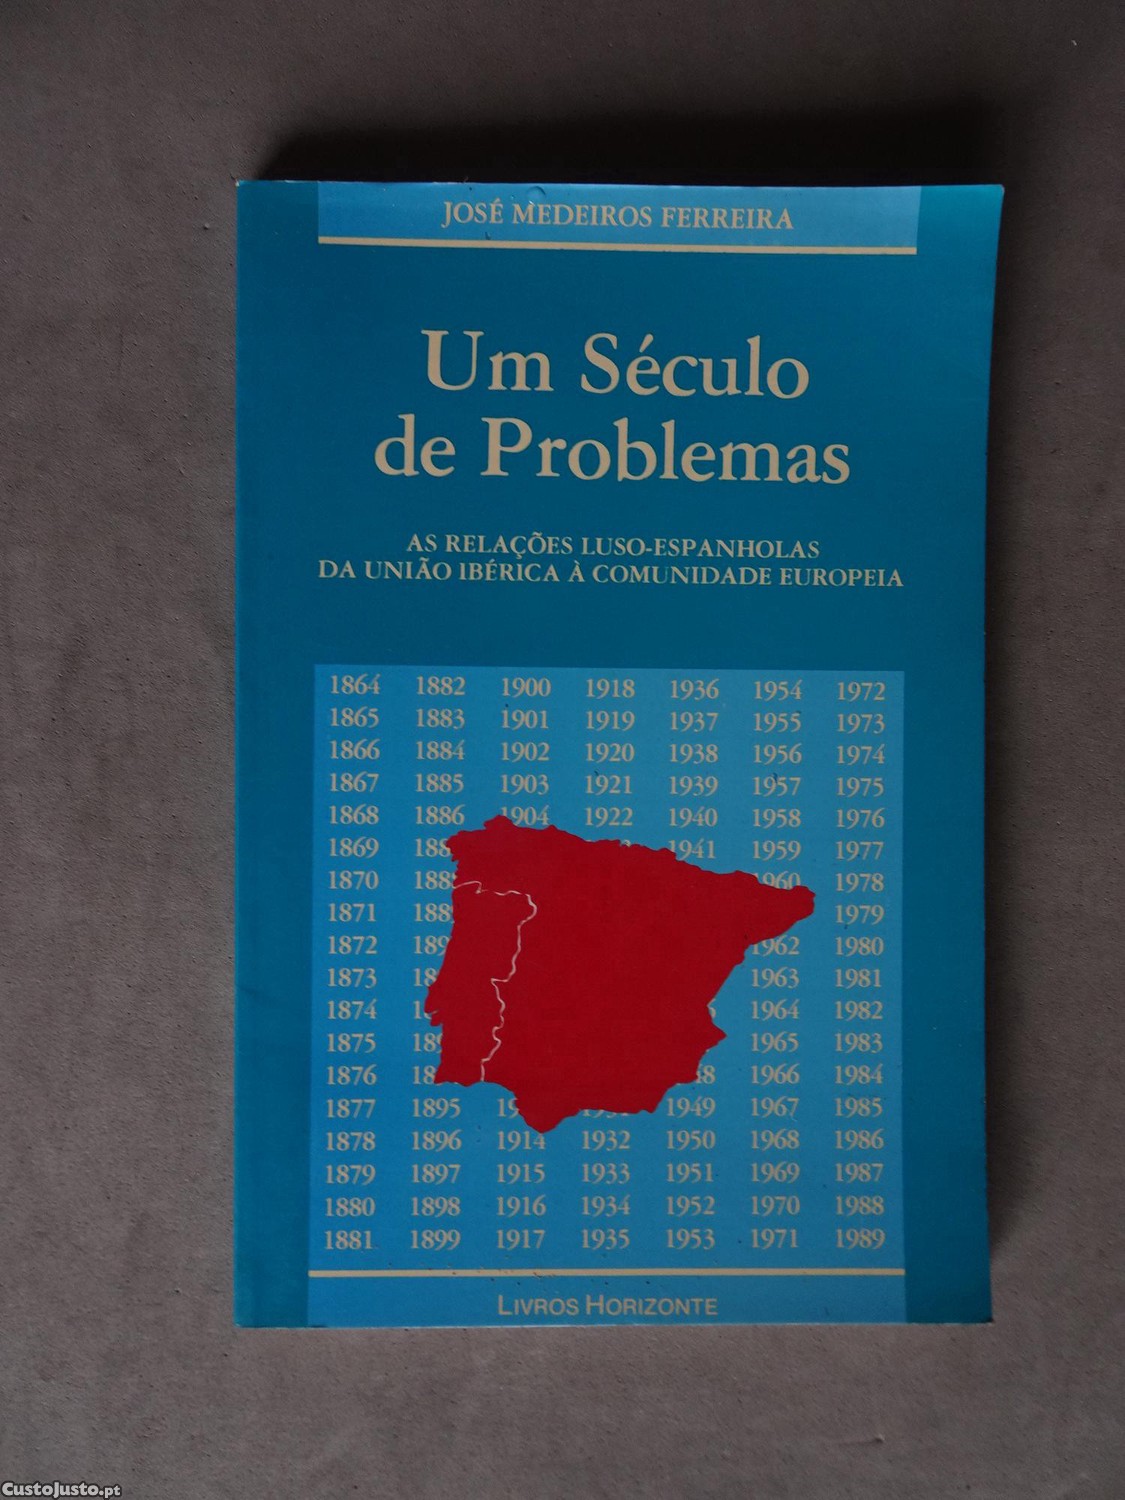 JOSÉ MEDEIROS FERREIRA
Um Século
de Problemas
AS RELAÇÕES LUSO-ESPANHOLAS
DA UNIÃO IBÉRICA À COMUNIDADE EUROPEIA
1864 1882 1900 1918 1936 1954 1972
1865 1883 1901 1919 1937 1955 1973
1866 1884 1902 1920 1938 1956 1974
1867 1885 1903 1921 1939 1957 1975
1868 1886 1904 1922 1940 1958 1976
1869 1941 1959 1977
1870 1960 1978
1871 1979
1872 1962 1980
1873 1963 1981
1874 1964 1982
1875 1965 1983
1876 1966 1984
1877 1895 1949 1967 1985
1878 1896 1914 1932 1950 1968 1986
1879 1897 1915 1933 1951 1969 1987
1880 1898 1916 1934 1952 1970 1988
1881 1899 1917 1935 1953 1971 1989
LIVROS HORIZONTE
CustoJusto.pt